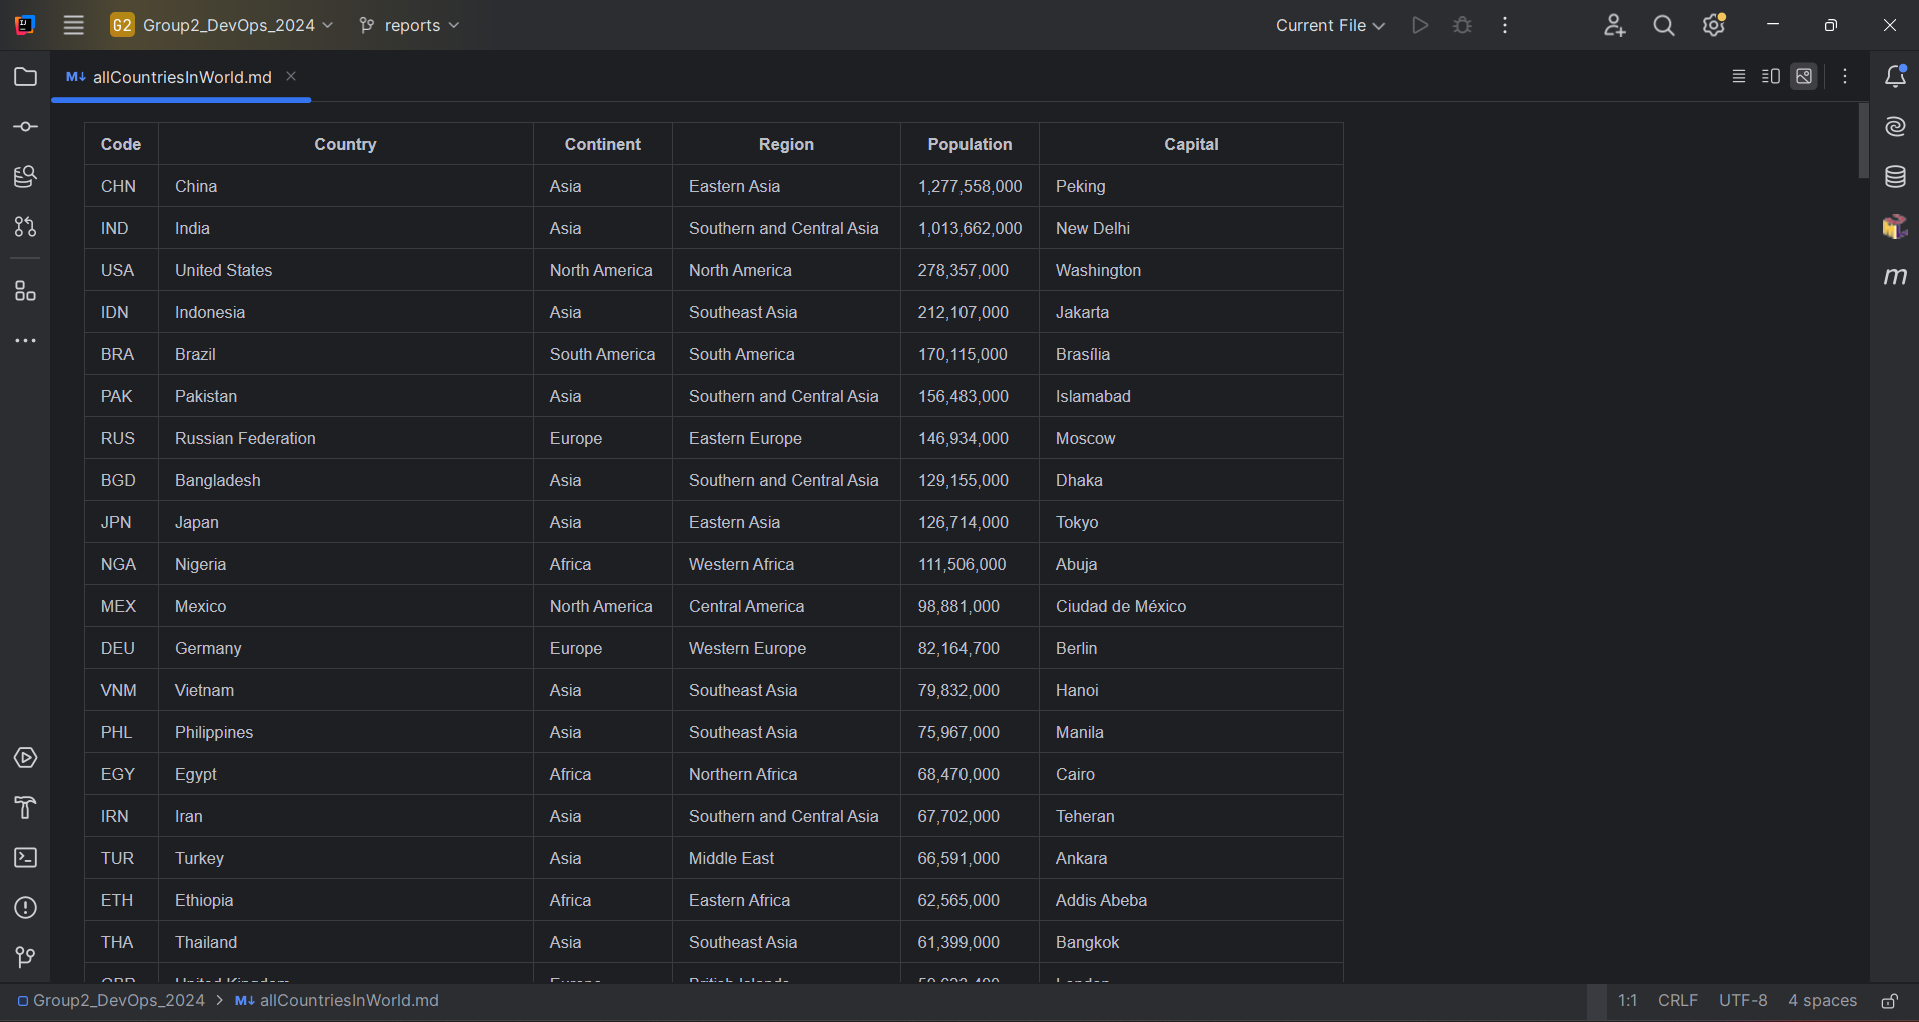 G2 Group2_DevOps_2024 reports Current File
M↓ allCountriesInWorld.md
Code Country Continent Region Population Capital
CHN China Asia Eastern Asia 1,277,558,000 Peking
IND India Asia Southern and Central Asia 1,013,662,000 New Delhi
USA United States North America North America 278,357,000 Washington
IDN Indonesia Asia Southeast Asia 212,107,000 Jakarta
BRA Brazil South America South America 170,115,000 Brasília
PAK Pakistan Asia Southern and Central Asia 156,483,000 Islamabad
RUS Russian Federation Europe Eastern Europe 146,934,000 Moscow
BGD Bangladesh Asia Southern and Central Asia 129,155,000 Dhaka
JPN Japan Asia Eastern Asia 126,714,000 Tokyo
NGA Nigeria Africa Western Africa 111,506,000 Abuja
MEX Mexico North America Central America 98,881,000 Ciudad de México
DEU Germany Europe Western Europe 82,164,700 Berlin
VNM Vietnam Asia Southeast Asia 79,832,000 Hanoi
PHL Philippines Asia Southeast Asia 75,967,000 Manila
EGY Egypt Africa Northern Africa 68,470,000 Cairo
IRN Iran Asia Southern and Central Asia 67,702,000 Teheran
TUR Turkey Asia Middle East 66,591,000 Ankara
ETH Ethiopia Africa Eastern Africa 62,565,000 Addis Abeba
THA Thailand Asia Southeast Asia 61,399,000 Bangkok
GBR United Kingdom Europe British Islands London
Group2_DevOps_2024 > M↓ allCountriesInWorld.md 1:1 CRLF UTF-8 4 spaces